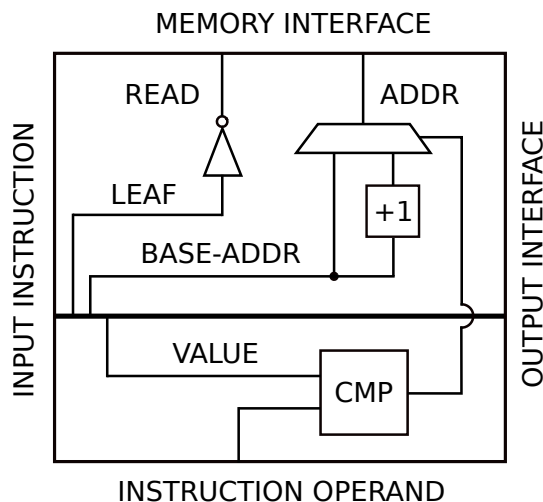 MEMORY INTERFACE
READ
ADDR
LEAF
+1
BASE-ADDR
INPUT INSTRUCTION
OUTPUT INTERFACE
VALUE
CMP
INSTRUCTION OPERAND